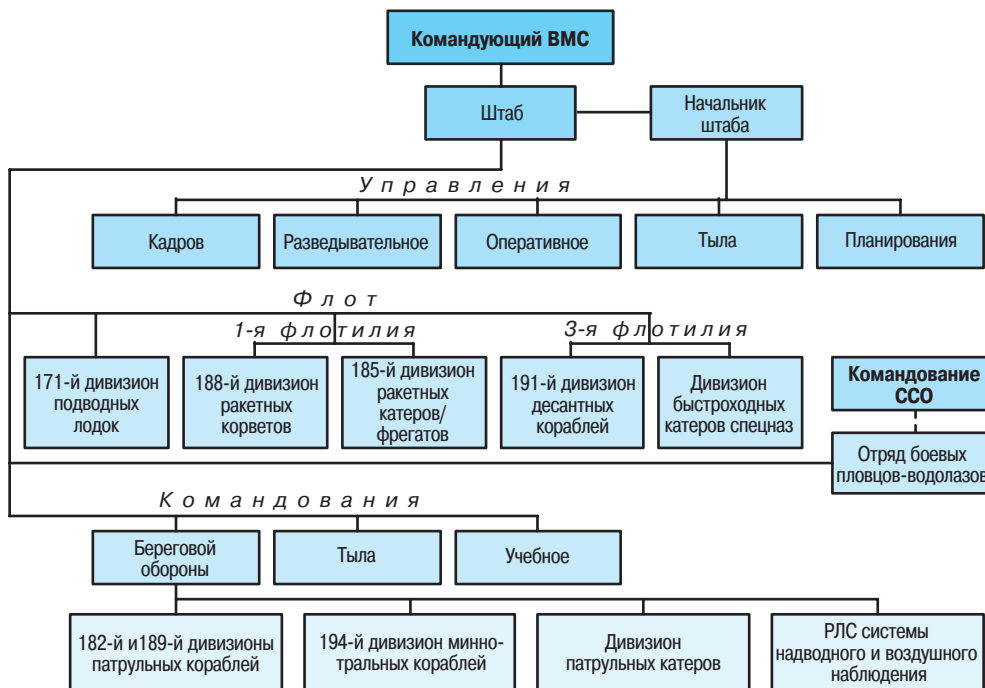 Командующий ВМС
Штаб
Начальник
штаба
Управления
Кадров
Разведывательное
Оперативное
Тыла
Планирования
Флот
1-я флотилия
3-я флотилия
171-й дивизион
подводных
лодок
188-й дивизион
ракетных
корветов
185-й дивизион
ракетных
катеров/
фрегатов
191-й дивизион
десантных
кораблей
Дивизион
быстроходных
катеров спецназ
Командование
ССО
Отряд боевых
пловцов-водолазов
Командования
Береговой
обороны
Тыла
Учебное
182-й и189-й дивизионы
патрульных кораблей
194-й дивизион минно-
тральных кораблей
Дивизион
патрульных катеров
РЛС системы
надводного и воздушного
наблюдения